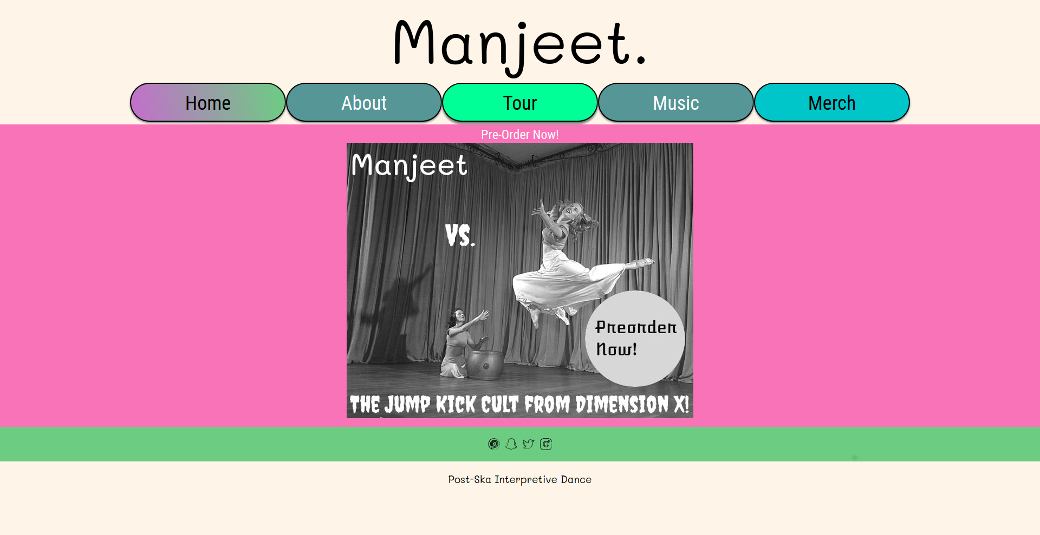 Manjeet.
Home About Tour Music Merch
Pre-Order Now!
Manjeet
VS.
Preorder
Now!
THE JUMP KICK CULT FROM DIMENSION X!
Post-Ska Interpretive Dance